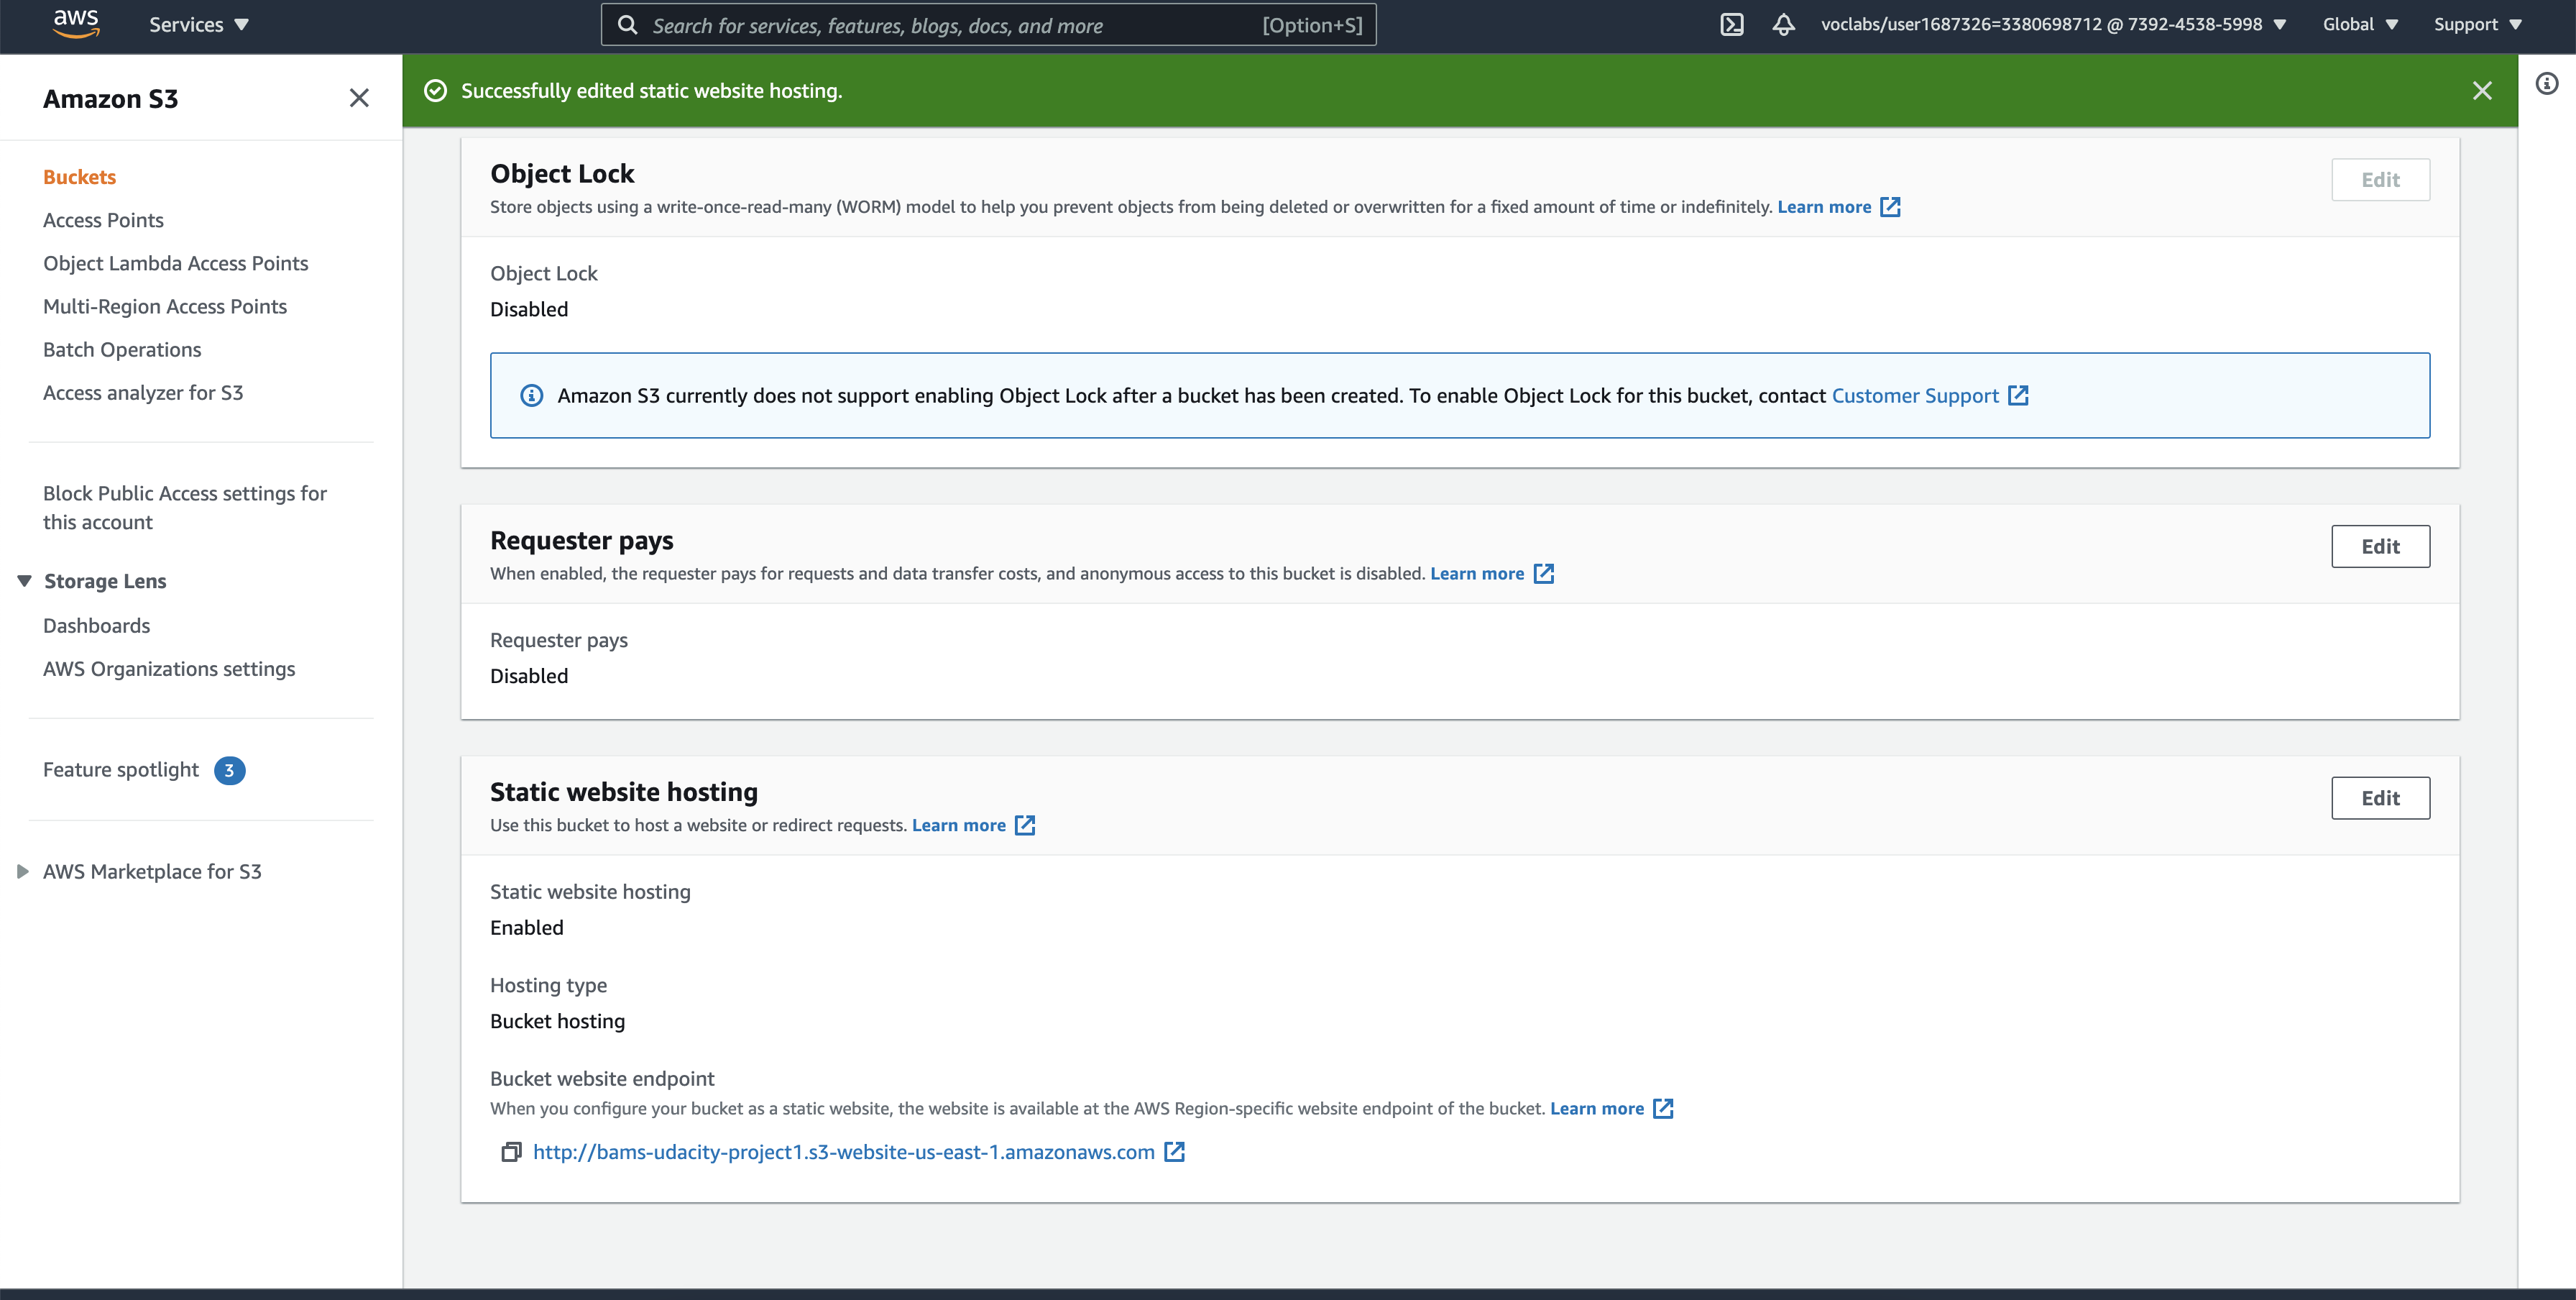 aws
Services
Search for services, features, blogs, docs, and more
[Option+S]
voclabs/user1687326=3380698712 @ 7392-4538-5998
Global
Support
Amazon S3
Buckets
Access Points
Object Lambda Access Points
Multi-Region Access Points
Batch Operations
Access analyzer for S3
Block Public Access settings for
this account
Storage Lens
Dashboards
AWS Organizations settings
Feature spotlight 3
AWS Marketplace for S3
Successfully edited static website hosting.
Object Lock
Edit
Store objects using a write-once-read-many (WORM) model to help you prevent objects from being deleted or overwritten for a fixed amount of time or indefinitely. Learn more
Object Lock
Disabled
Amazon S3 currently does not support enabling Object Lock after a bucket has been created. To enable Object Lock for this bucket, contact Customer Support
Requester pays
Edit
When enabled, the requester pays for requests and data transfer costs, and anonymous access to this bucket is disabled. Learn more
Requester pays
Disabled
Static website hosting
Edit
Use this bucket to host a website or redirect requests. Learn more
Static website hosting
Enabled
Hosting type
Bucket hosting
Bucket website endpoint
When you configure your bucket as a static website, the website is available at the AWS Region-specific website endpoint of the bucket. Learn more
http://bams-udacity-project1.s3-website-us-east-1.amazonaws.com